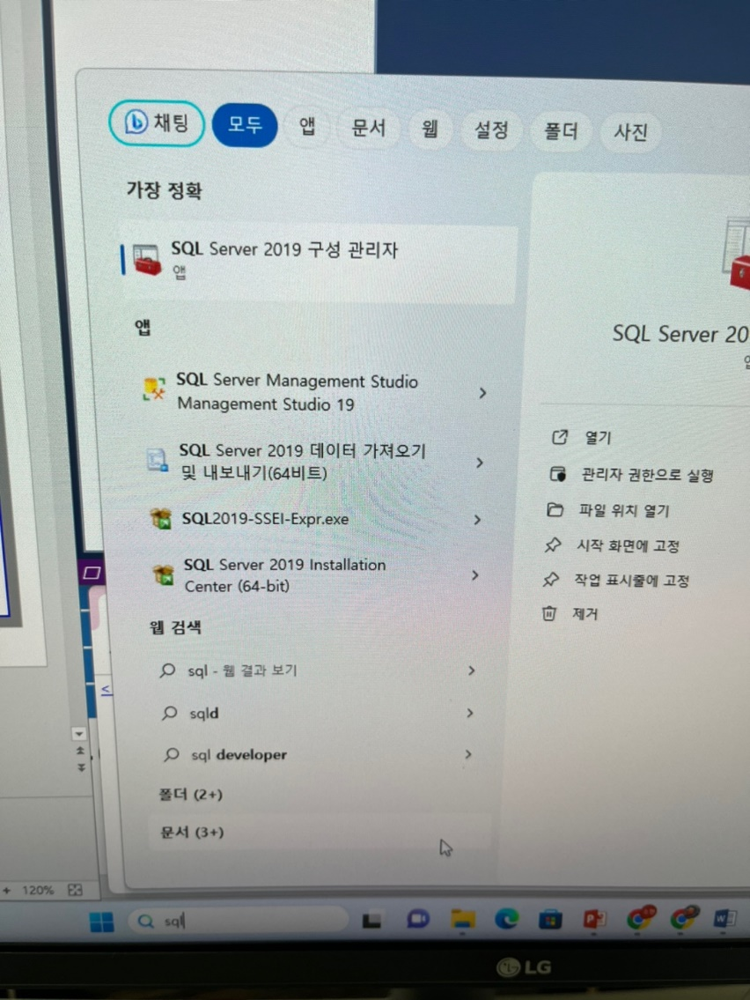 채팅
모두
앱
문서
웹
설정
폴더
사진
가장 정확
SQL Server 2019 구성 관리자
앱
앱
SQL Server Management Studio
Management Studio 19
SQL Server 2019 데이터 가져오기
및 내보내기(64비트)
SQL2019-SSEI-Expr.exe
SQL Server 2019 Installation
Center (64-bit)
웹 검색
sql - 웹 결과 보기
sqld
sql developer
폴더 (2+)
문서 (3+)
SQL Server 20
열기
관리자 권한으로 실행
파일 위치 열기
시작 화면에 고정
작업 표시줄에 고정
제거
120%
sql
LG